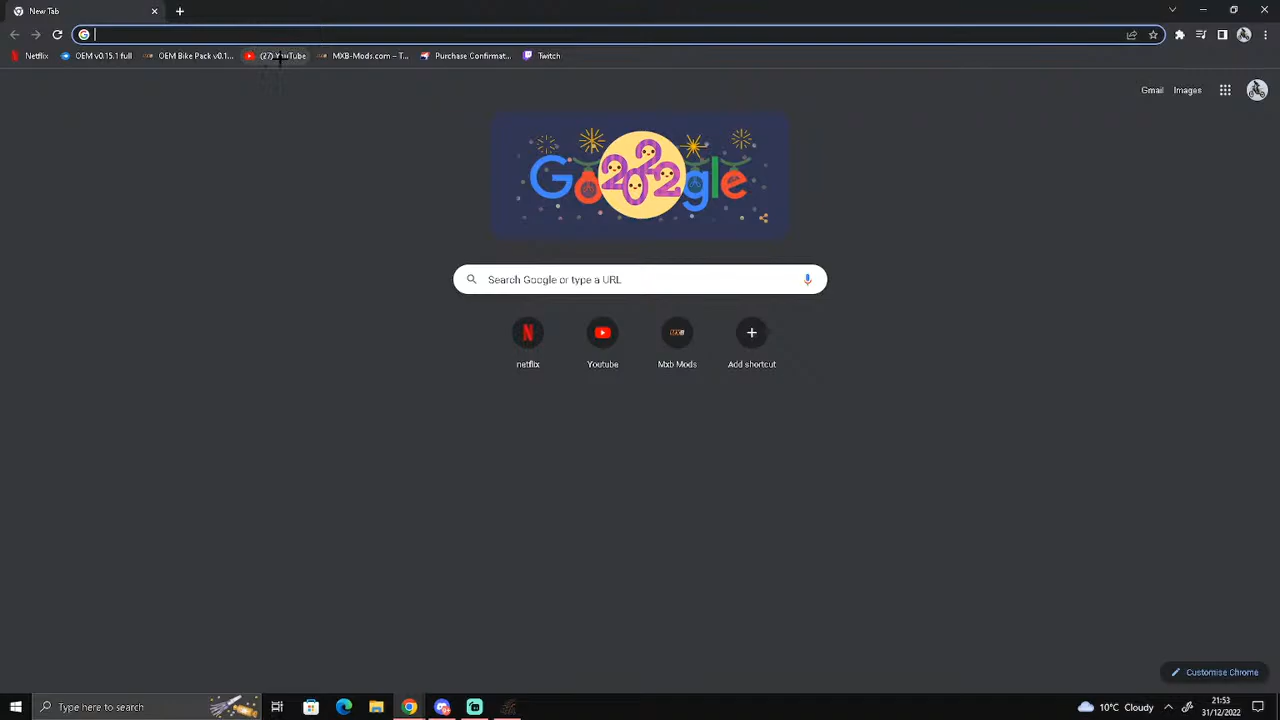 New Tab
Netflix
OEM v0.15.1 full
OEM Bike Pack v0.1...
(27) YouTube
MXB-Mods.com – T...
Purchase Confirmat...
Twitch
Gmail
Images
Go2022gle
Search Google or type a URL
netflix
Youtube
Mxb Mods
Add shortcut
Customise Chrome
Type here to search
10°C Cloudy
21:53
31/12/2022